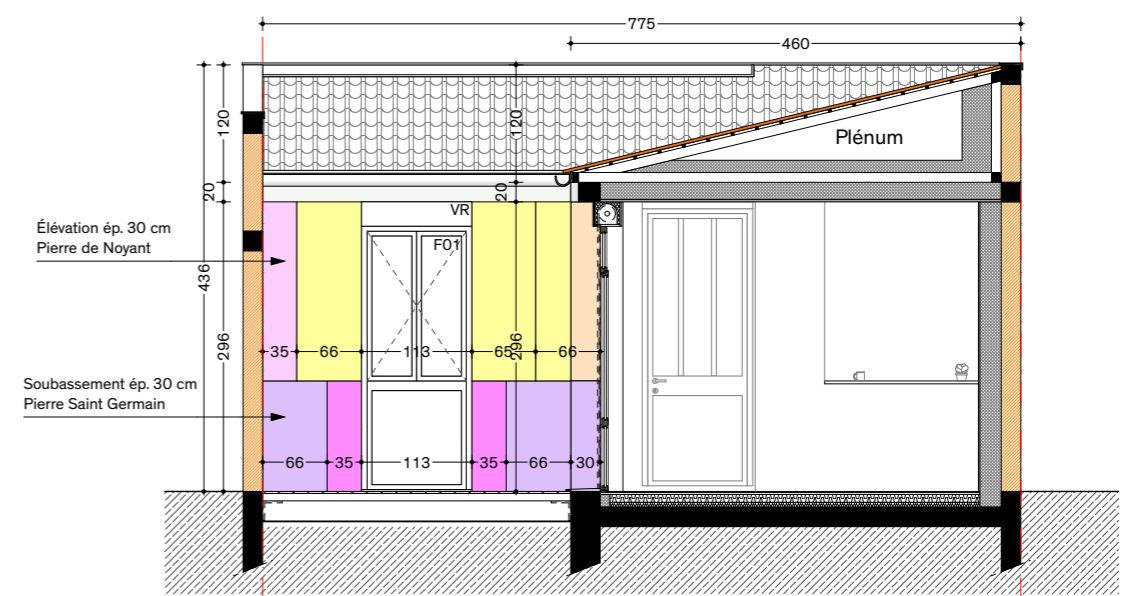 775
460
120
120
Plénum
20
20
VR
Élévation ép. 30 cm
Pierre de Noyant
F01
436
296
296
35 66 113 65 66
Soubassement ép. 30 cm
Pierre Saint Germain
66 35 113 35 66 30